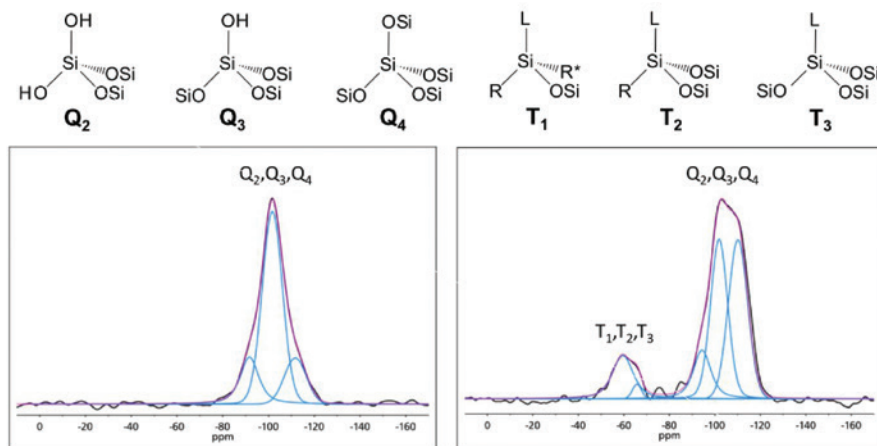 OH
Si
HO
OSi
OSi
Q2
OH
Si
SiO
OSi
OSi
Q3
OSi
Si
SiO
OSi
OSi
Q4
L
Si
R*
R
OSi
T1
L
Si
R
OSi
OSi
T2
L
Si
SiO
OSi
OSi
T3
Q2,Q3,Q4
0 -20 -40 -60 -80 -100 -120 -140 -160
ppm
Q2,Q3,Q4
T1,T2,T3
0 -20 -40 -60 -80 -100 -120 -140 -160
ppm